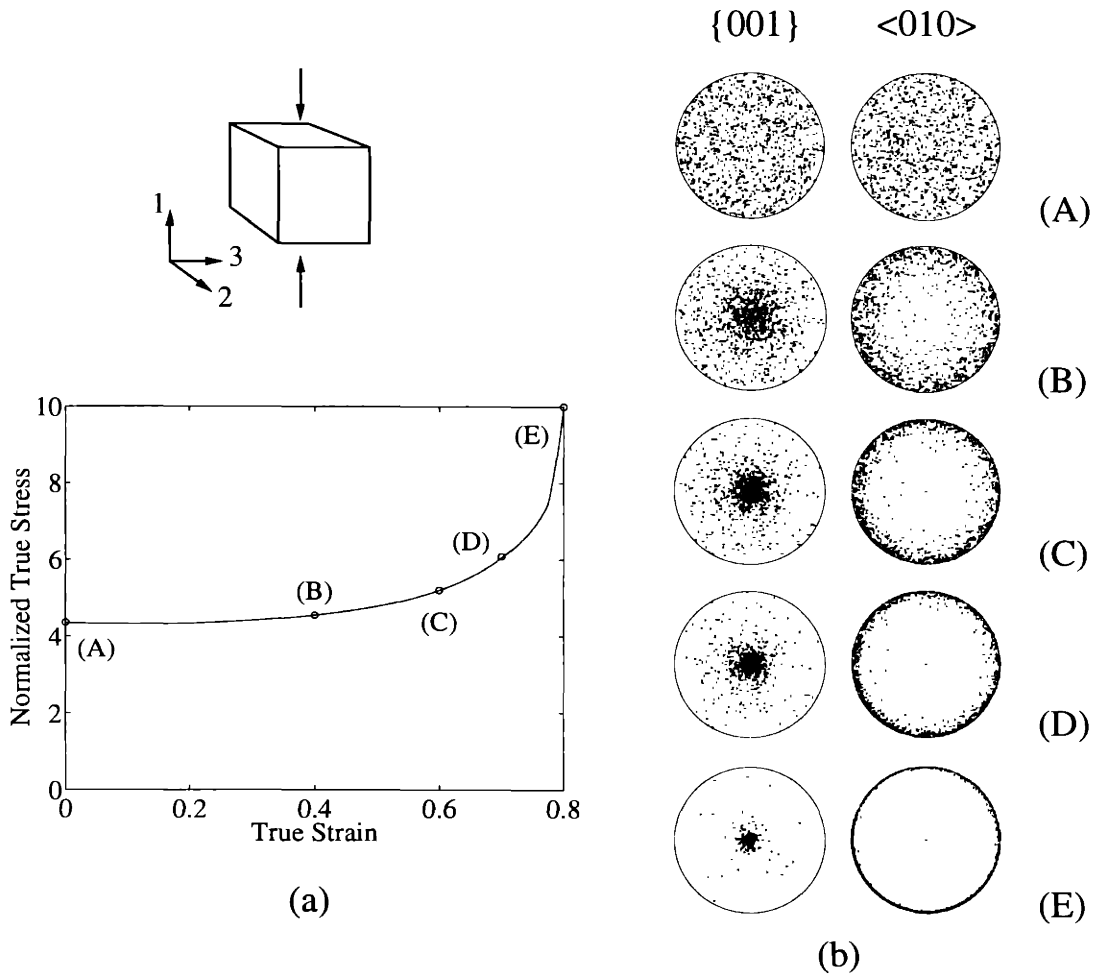 {001} <010>
1
3
2
(A)
(B)
(C)
(D)
(E)
Normalized True Stress
10
8
6
4
2
0
(A)
(B)
(C)
(D)
(E)
0 0.2 0.4 0.6 0.8
True Strain
(a)
(b)